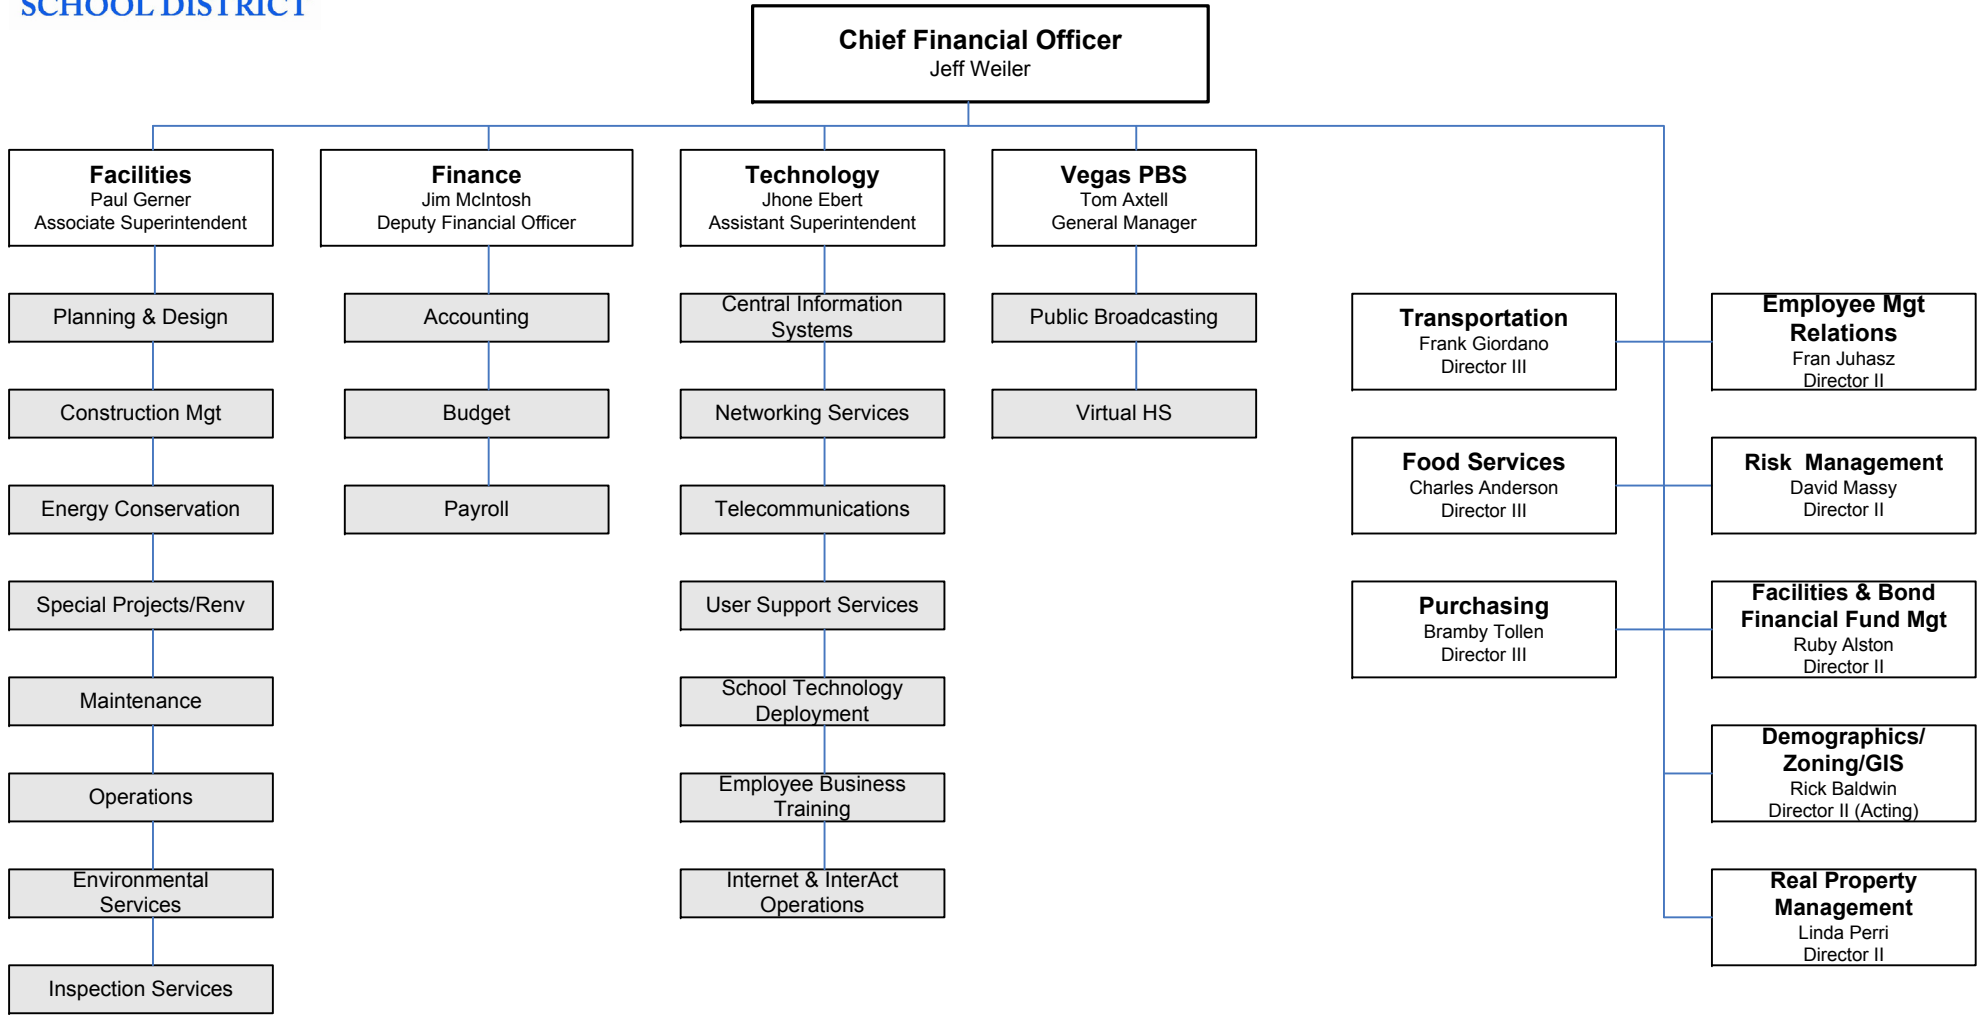 SCHOOL DISTRICT
Chief Financial Officer
Jeff Weiler
Facilities
Paul Gerner
Associate Superintendent
Finance
Jim McIntosh
Deputy Financial Officer
Technology
Jhone Ebert
Assistant Superintendent
Vegas PBS
Tom Axtell
General Manager
Planning & Design
Construction Mgt
Energy Conservation
Special Projects/Renv
Maintenance
Operations
Environmental
Services
Inspection Services
Accounting
Budget
Payroll
Central Information
Systems
Networking Services
Telecommunications
User Support Services
School Technology
Deployment
Employee Business
Training
Internet & InterAct
Operations
Public Broadcasting
Virtual HS
Transportation
Frank Giordano
Director III
Food Services
Charles Anderson
Director III
Purchasing
Bramby Tollen
Director III
Employee Mgt
Relations
Fran Juhasz
Director II
Risk Management
David Massy
Director II
Facilities & Bond
Financial Fund Mgt
Ruby Alston
Director II
Demographics/
Zoning/GIS
Rick Baldwin
Director II (Acting)
Real Property
Management
Linda Perri
Director II